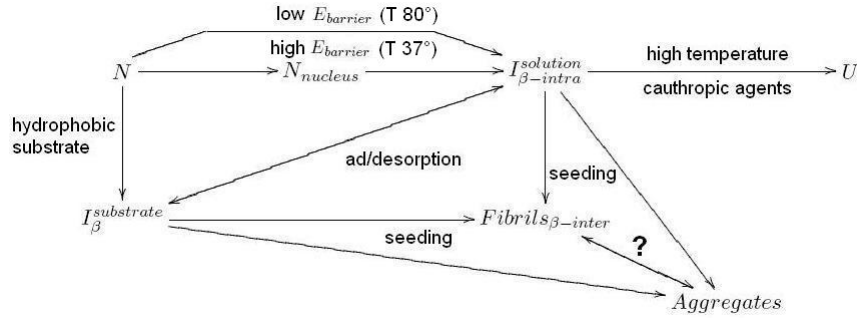 low E_barrier (T 80°)
high E_barrier (T 37°)
N N_nucleus I^solution_β−intra high temperature U
cauthropic agents
hydrophobic
substrate
ad/desorption
seeding
I^substrate_β seeding Fibrils_β−inter
?
Aggregates